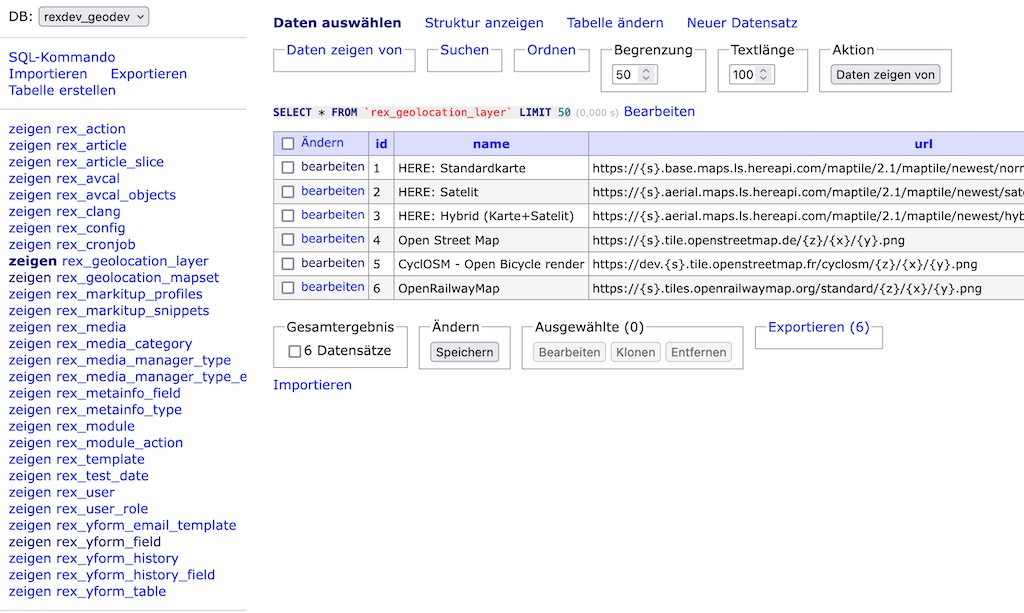 DB: rexdev_geodev
SQL-Kommando
Importieren Exportieren
Tabelle erstellen
zeigen rex_action
zeigen rex_article
zeigen rex_article_slice
zeigen rex_avcal
zeigen rex_avcal_objects
zeigen rex_clang
zeigen rex_config
zeigen rex_cronjob
zeigen rex_geolocation_layer
zeigen rex_geolocation_mapset
zeigen rex_markitup_profiles
zeigen rex_markitup_snippets
zeigen rex_media
zeigen rex_media_category
zeigen rex_media_manager_type
zeigen rex_media_manager_type_e
zeigen rex_metainfo_field
zeigen rex_metainfo_type
zeigen rex_module
zeigen rex_module_action
zeigen rex_template
zeigen rex_test_date
zeigen rex_user
zeigen rex_user_role
zeigen rex_yform_email_template
zeigen rex_yform_field
zeigen rex_yform_history
zeigen rex_yform_history_field
zeigen rex_yform_table
Daten auswählen Struktur anzeigen Tabelle ändern Neuer Datensatz
Daten zeigen von Suchen Ordnen Begrenzung Textlänge Aktion
50 100 Daten zeigen von
SELECT * FROM `rex_geolocation_layer` LIMIT 50 (0,000 s) Bearbeiten
Ändern id name url
bearbeiten 1 HERE: Standardkarte https://{s}.base.maps.ls.hereapi.com/maptile/2.1/maptile/newest/norm
bearbeiten 2 HERE: Satelit https://{s}.aerial.maps.ls.hereapi.com/maptile/2.1/maptile/newest/sate
bearbeiten 3 HERE: Hybrid (Karte+Satelit) https://{s}.aerial.maps.ls.hereapi.com/maptile/2.1/maptile/newest/hyb
bearbeiten 4 Open Street Map https://{s}.tile.openstreetmap.de/{z}/{x}/{y}.png
bearbeiten 5 CyclOSM - Open Bicycle render https://dev.{s}.tile.openstreetmap.fr/cyclosm/{z}/{x}/{y}.png
bearbeiten 6 OpenRailwayMap https://{s}.tiles.openrailwaymap.org/standard/{z}/{x}/{y}.png
Gesamtergebnis Ändern Ausgewählte (0) Exportieren (6)
6 Datensätze Speichern Bearbeiten Klonen Entfernen
Importieren